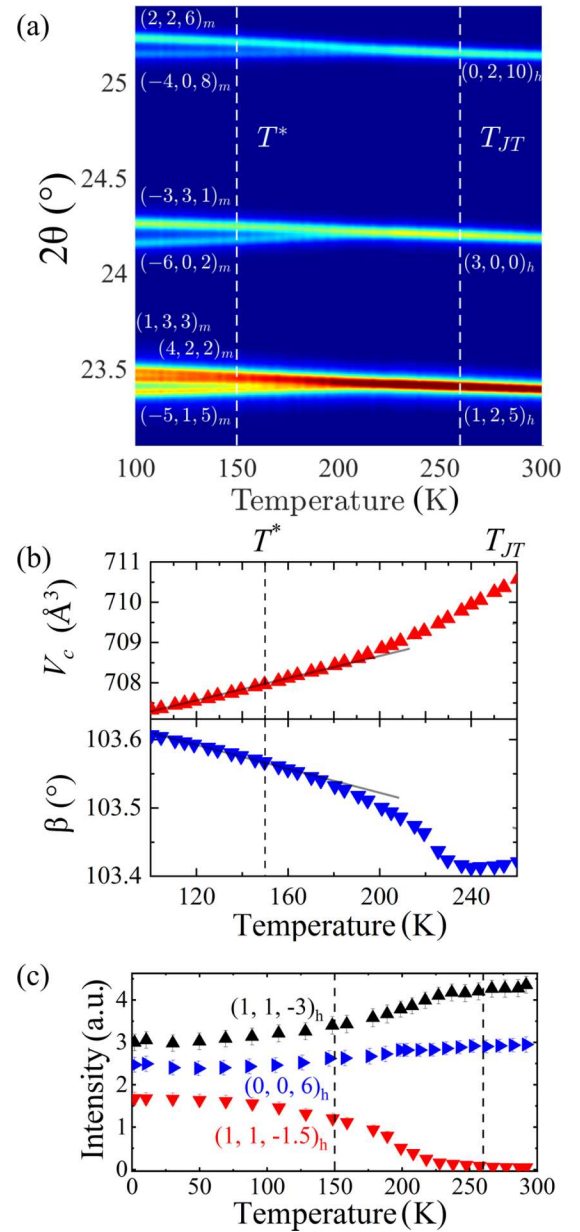 (a)
(2, 2, 6)m
(−4, 0, 8)m
(0, 2, 10)h
T*
TJT
(−3, 3, 1)m
(−6, 0, 2)m
(3, 0, 0)h
(1, 3, 3)m
(4, 2, 2)m
(−5, 1, 5)m
(1, 2, 5)h
2θ (°)
25
24.5
24
23.5
100 150 200 250 300
Temperature (K)
(b)
T* TJT
Vc (Å3)
711
710
709
708
β (°)
103.6
103.5
103.4
120 160 200 240
Temperature (K)
(c)
Intensity (a.u.)
4
3
2
1
0
(1, 1, -3)h
(0, 0, 6)h
(1, 1, -1.5)h
0 50 100 150 200 250 300
Temperature (K)